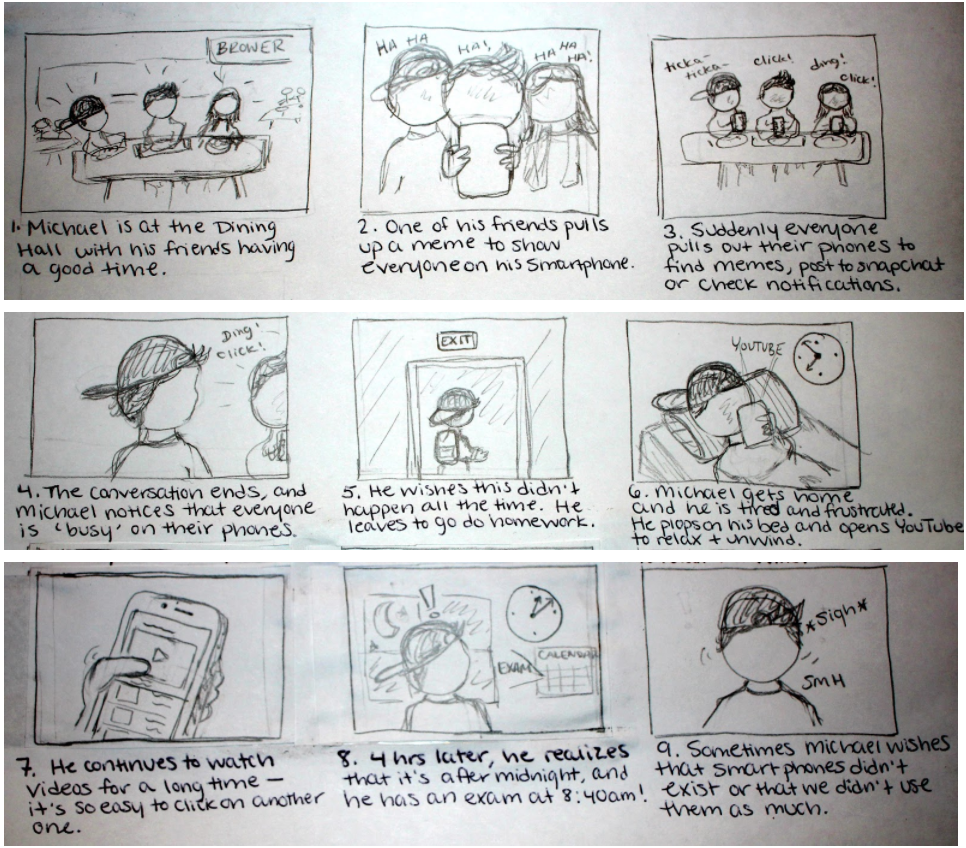 BROWER
1. Michael is at the Dining
Hall with his friends having
a good time.
HA HA
HA!,
HA HA
HA!
2. One of his friends pulls
up a meme to show
everyone on his Smartphone.
ticka-
ticka-
click!
ding!
click!
3. Suddenly everyone
pulls out their phones to
find memes, post to snapchat
or check notifications.
Ding!
click!
4. The conversation ends, and
michael notices that everyone
is 'busy' on their phones.
EXIT
5. He wishes this didn't
happen all the time. He
leaves to go do homework.
YOUTUBE
6. Michael gets home
and he is tired and frustrated.
He plops on his bed and opens YouTube
to relax + unwind.
7. He continues to watch
videos for a long time —
it's so easy to click on another
one.
!
EXAM
CALENDAR
8. 4 hrs later, he realizes
that it's after midnight, and
he has an exam at 8:40am!
*sigh*
SMH
9. Sometimes michael wishes
that smartphones didn't
exist or that we didn't use
them as much.